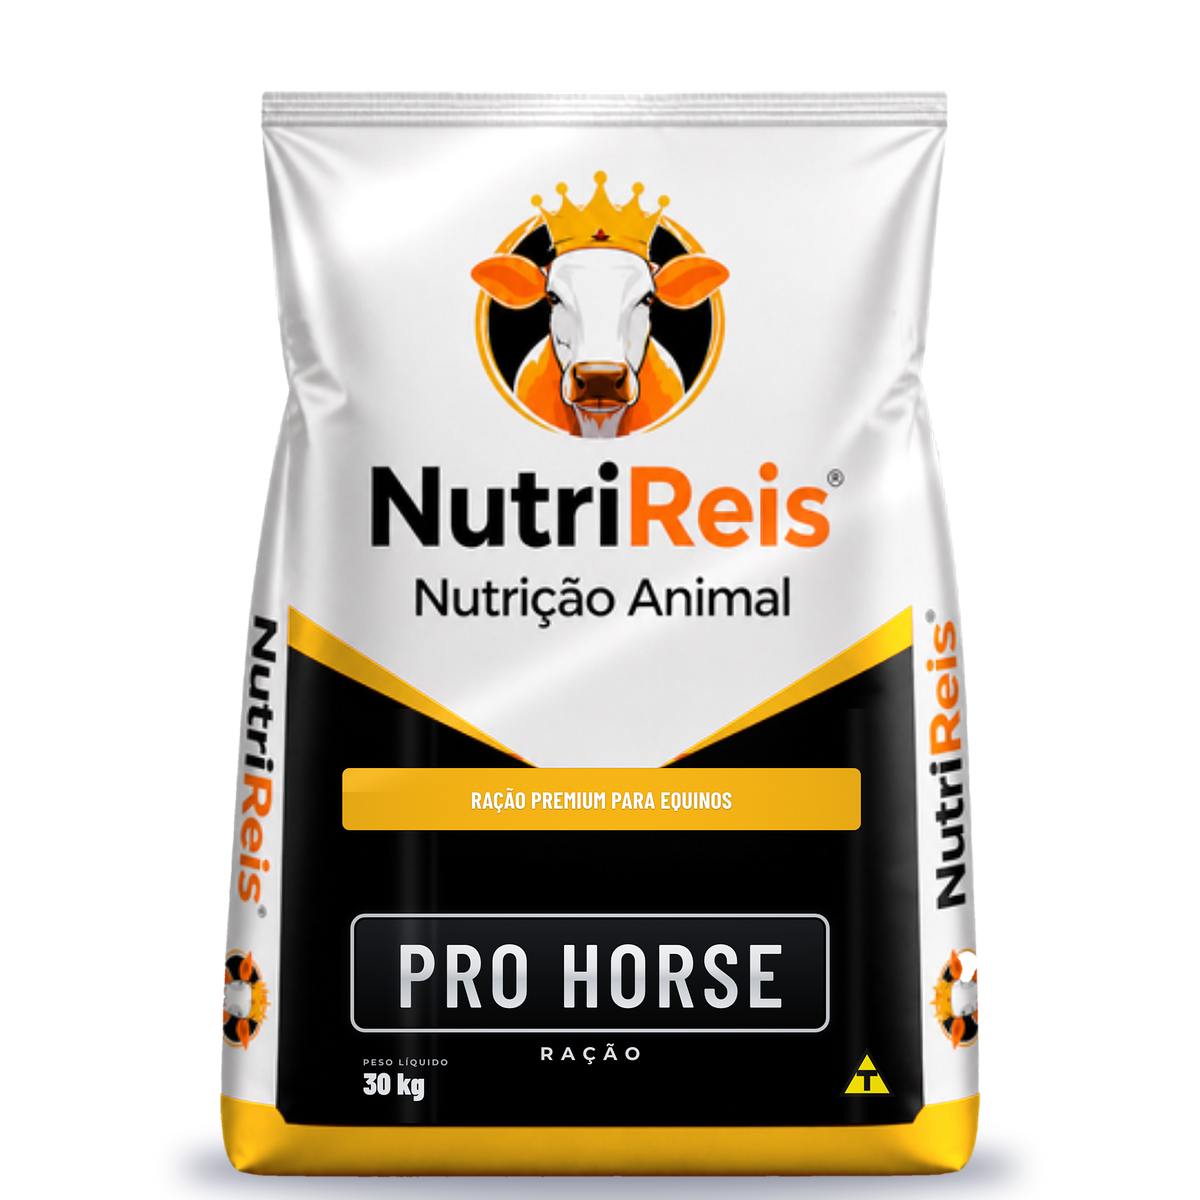 NutriReis®
Nutrição Animal
NutriReis®
NutriReis®
RAÇÃO PREMIUM PARA EQUINOS
PRO HORSE
RAÇÃO
PESO LÍQUIDO
30 kg
T